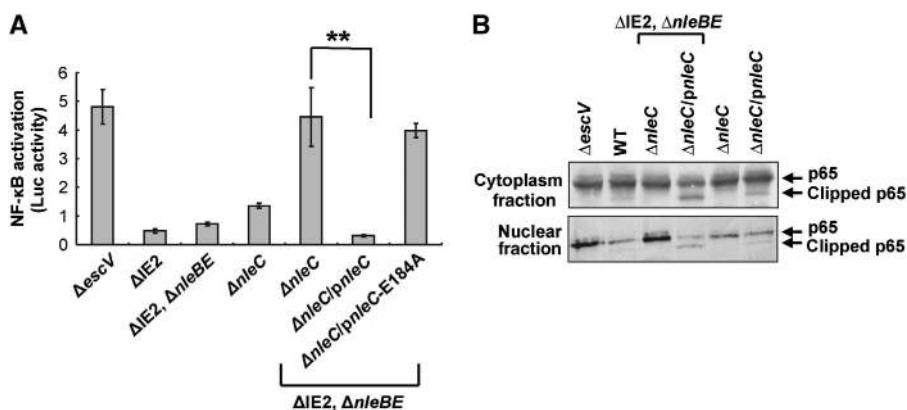 A
**
6
5
4
3
2
1
0
NF-κB activation
(Luc activity)
ΔescV
ΔIE2
ΔIE2, ΔnleBE
ΔnleC
ΔnleC
ΔnleC/pnleC
ΔnleC/pnleC-E184A
ΔIE2, ΔnleBE
B
ΔIE2, ΔnleBE
ΔescV
WT
ΔnleC
ΔnleC/pnleC
ΔnleC
ΔnleC/pnleC
Cytoplasm
fraction
p65
Clipped p65
Nuclear
fraction
p65
Clipped p65